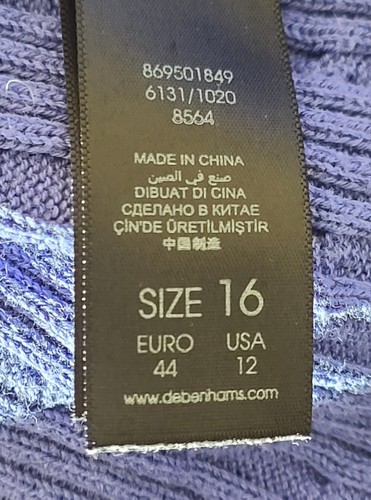 869501849
6131/1020
8564
MADE IN CHINA
صنع في الصين
DIBUAT DI CINA
СДЕЛАНО В КИТАЕ
ÇİN'DE ÜRETİLMİŞTİR
中国制造
SIZE 16
EURO USA
44 12
www.debenhams.com